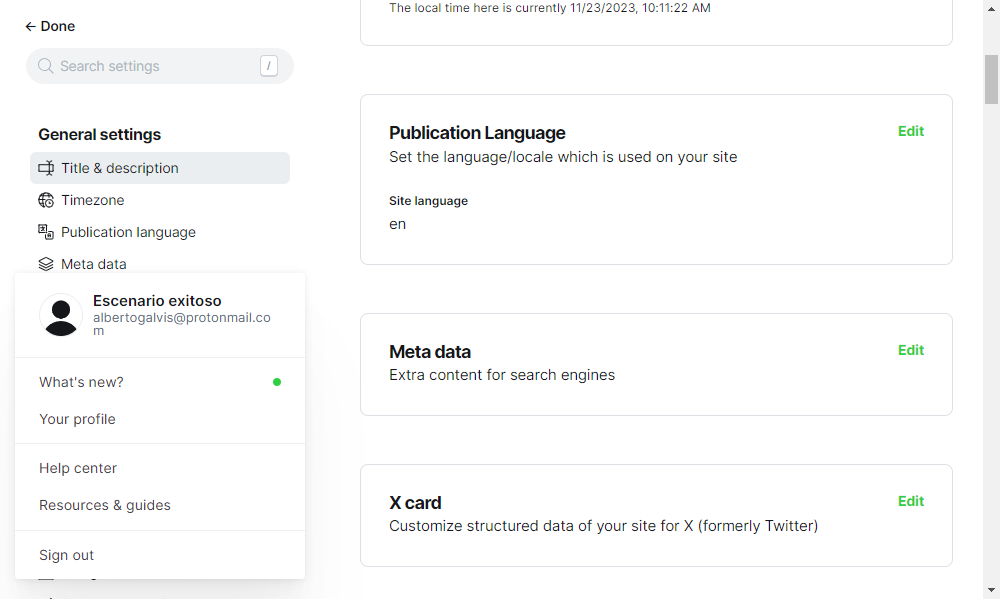 ← Done
Search settings
/
General settings
Title & description
Timezone
Publication language
Meta data
Escenario exitoso
albertogalvis@protonmail.co
m
What's new?
Your profile
Help center
Resources & guides
Sign out
The local time here is currently 11/23/2023, 10:11:22 AM
Publication Language
Edit
Set the language/locale which is used on your site
Site language
en
Meta data
Edit
Extra content for search engines
X card
Edit
Customize structured data of your site for X (formerly Twitter)